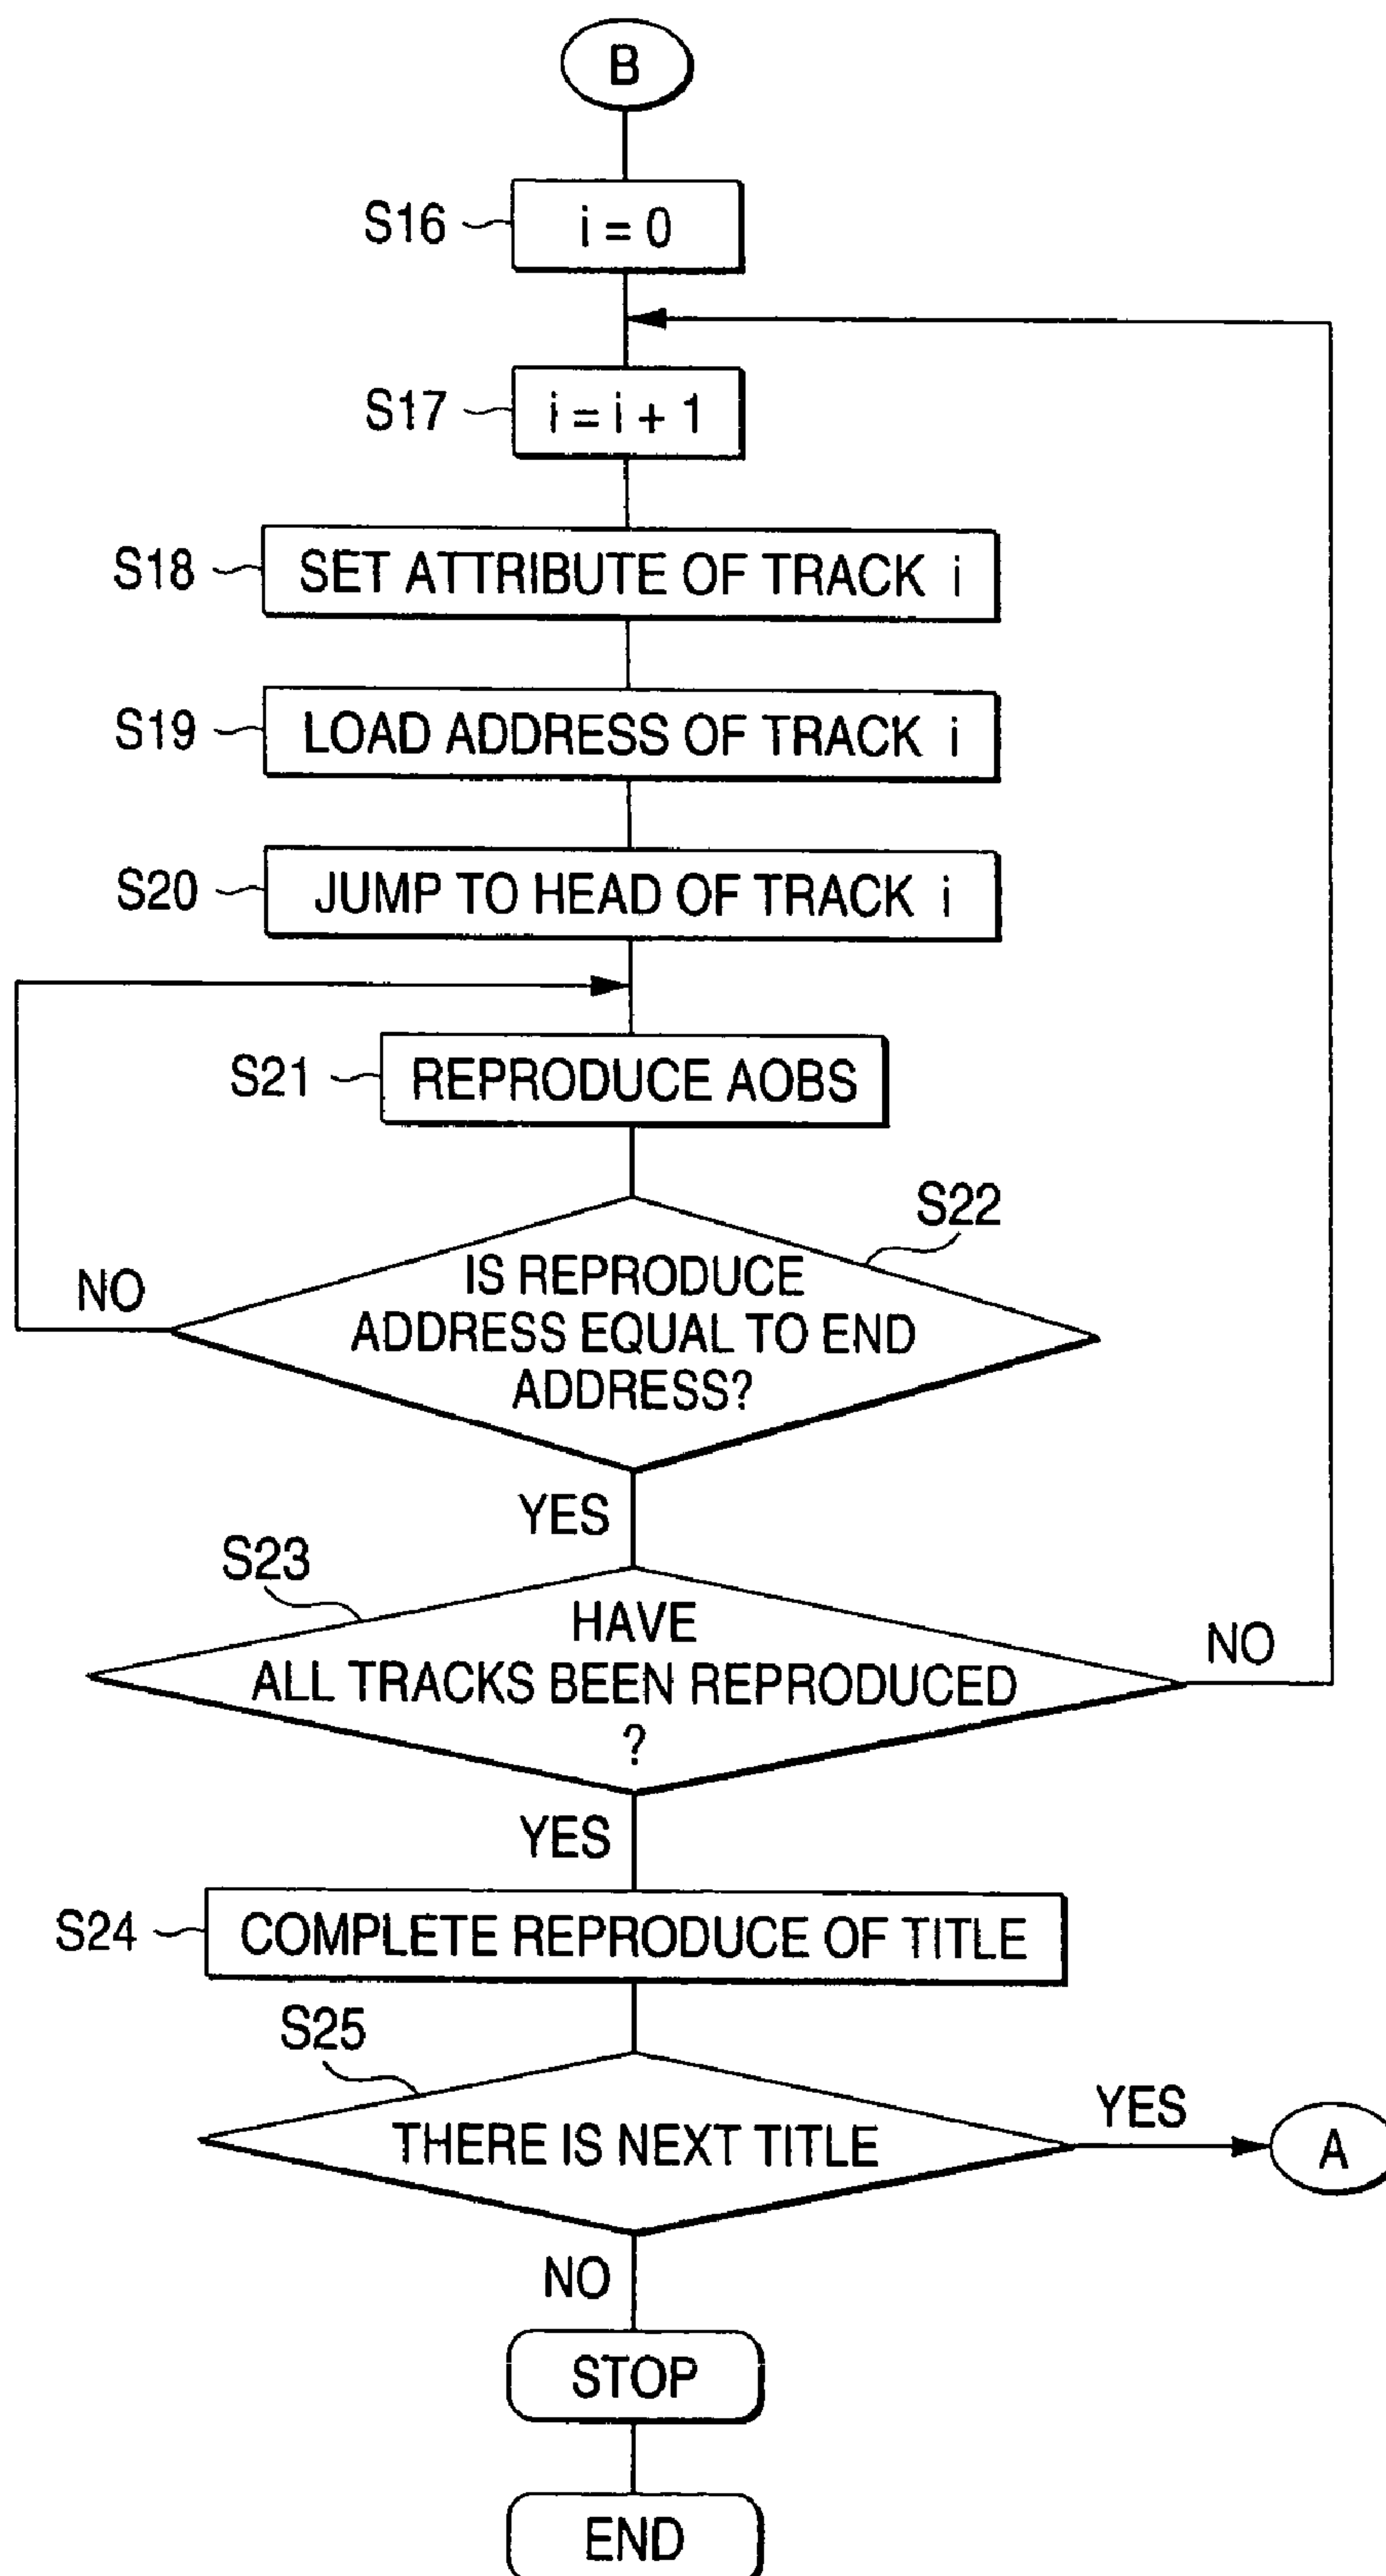 B
S16
i = 0
S17
i = i + 1
S18
SET ATTRIBUTE OF TRACK i
S19
LOAD ADDRESS OF TRACK i
S20
JUMP TO HEAD OF TRACK i
S21
REPRODUCE AOBS
S22
IS REPRODUCE
ADDRESS EQUAL TO END
ADDRESS?
NO
YES
S23
HAVE
ALL TRACKS BEEN REPRODUCED
?
NO
YES
S24
COMPLETE REPRODUCE OF TITLE
S25
THERE IS NEXT TITLE
YES
A
NO
STOP
END